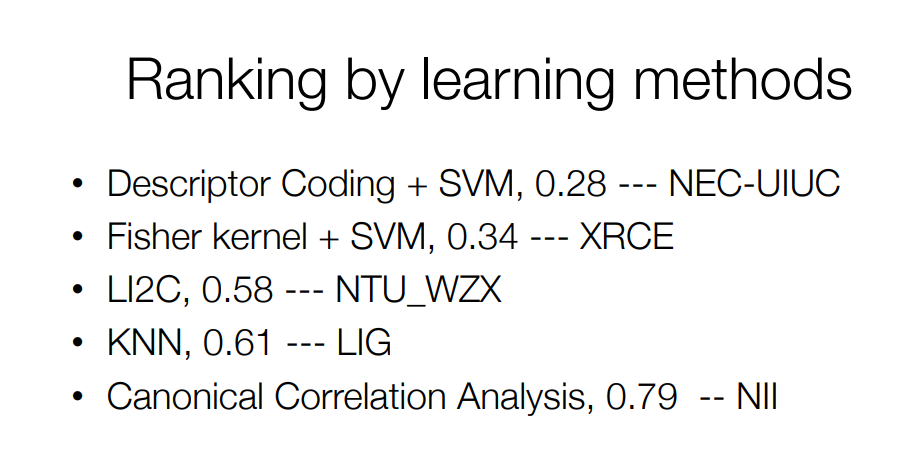 Ranking by learning methods
• Descriptor Coding + SVM, 0.28 --- NEC-UIUC
• Fisher kernel + SVM, 0.34 --- XRCE
• LI2C, 0.58 --- NTU_WZX
• KNN, 0.61 --- LIG
• Canonical Correlation Analysis, 0.79 -- NII